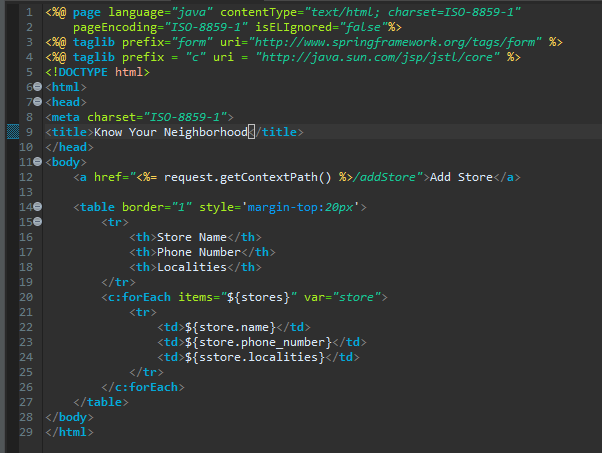 1 <%@ page language="java" contentType="text/html; charset=ISO-8859-1"
2     pageEncoding="ISO-8859-1" isELIgnored="false"%>
3 <%@ taglib prefix="form" uri="http://www.springframework.org/tags/form" %>
4 <%@ taglib prefix = "c" uri = "http://java.sun.com/jsp/jstl/core" %>
5 <!DOCTYPE html>
6 <html>
7 <head>
8 <meta charset="ISO-8859-1">
9 <title>Know Your Neighborhood</title>
10 </head>
11 <body>
12     <a href="<%= request.getContextPath() %>/addStore">Add Store</a>
13
14     <table border="1" style='margin-top:20px'>
15         <tr>
16             <th>Store Name</th>
17             <th>Phone Number</th>
18             <th>Localities</th>
19         </tr>
20         <c:forEach items="${stores}" var="store">
21             <tr>
22                 <td>${store.name}</td>
23                 <td>${store.phone_number}</td>
24                 <td>${sstore.localities}</td>
25             </tr>
26         </c:forEach>
27     </table>
28 </body>
29 </html>